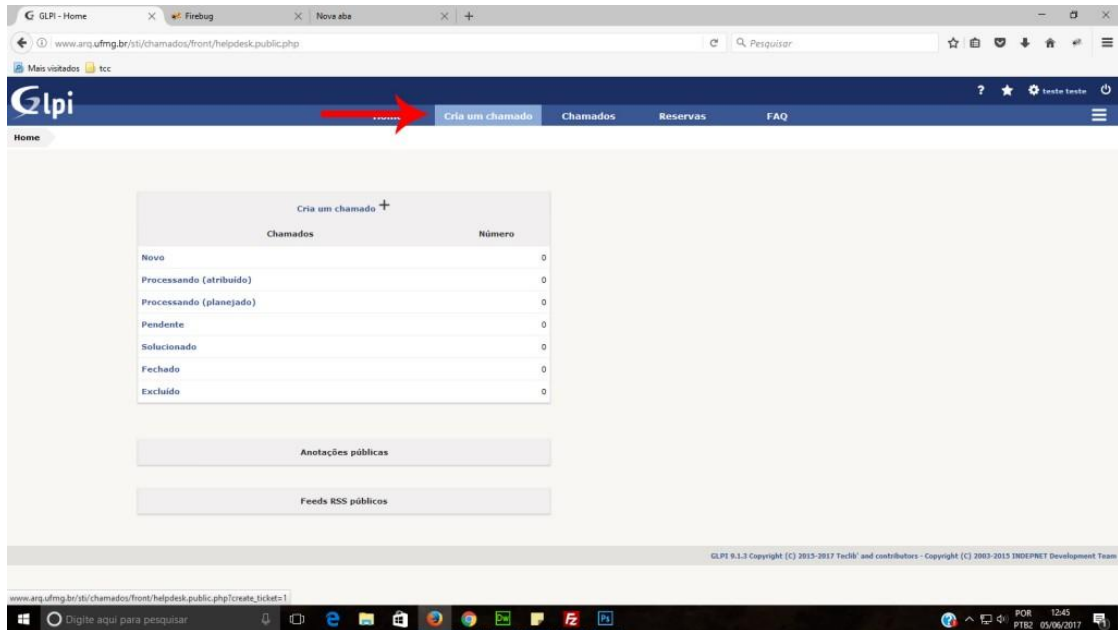 GLPI - Home
Firebug
Nova aba
www.arq.ufmg.br/sti/chamados/front/helpdesk.public.php
Pesquisar
Mais visitados tcc
Glpi
? teste teste
Home Cria um chamado Chamados Reservas FAQ
Home
Cria um chamado +
Chamados Número
Novo 0
Processando (atribuído) 0
Processando (planejado) 0
Pendente 0
Solucionado 0
Fechado 0
Excluído 0
Anotações públicas
Feeds RSS públicos
GLPI 9.1.3 Copyright (C) 2015-2017 Teclib' and contributors - Copyright (C) 2003-2015 INDEPNET Development Team
www.arq.ufmg.br/sti/chamados/front/helpdesk.public.php?create_ticket=1
Digite aqui para pesquisar
Dw
Fz
Ps
POR 12:45
PTB2 05/06/2017